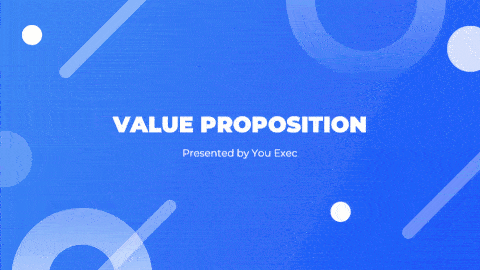 VALUE PROPOSITION
Presented by You Exec